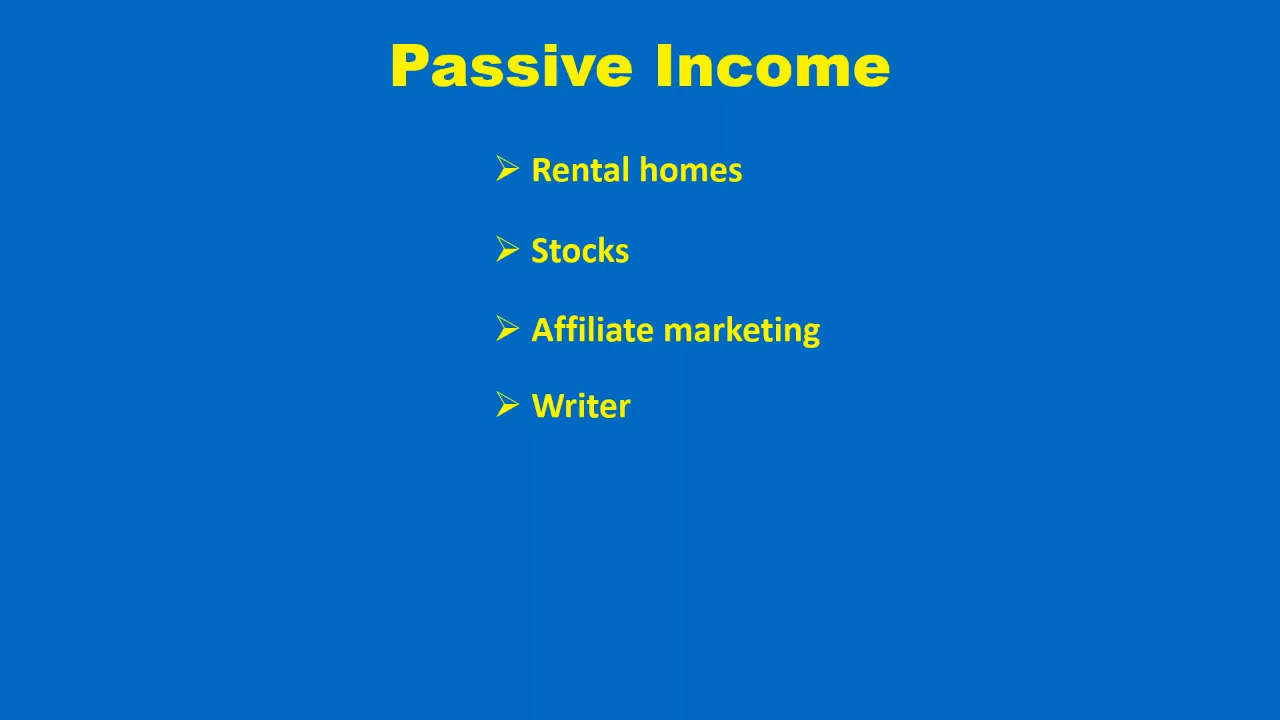 Passive Income
➢ Rental homes
➢ Stocks
➢ Affiliate marketing
➢ Writer